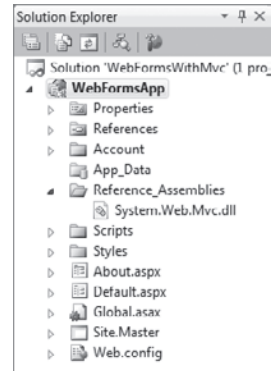 Solution Explorer
Solution 'WebFormsWithMvc' (1 pro
WebFormsApp
Properties
References
Account
App_Data
Reference_Assemblies
System.Web.Mvc.dll
Scripts
Styles
About.aspx
Default.aspx
Global.asax
Site.Master
Web.config